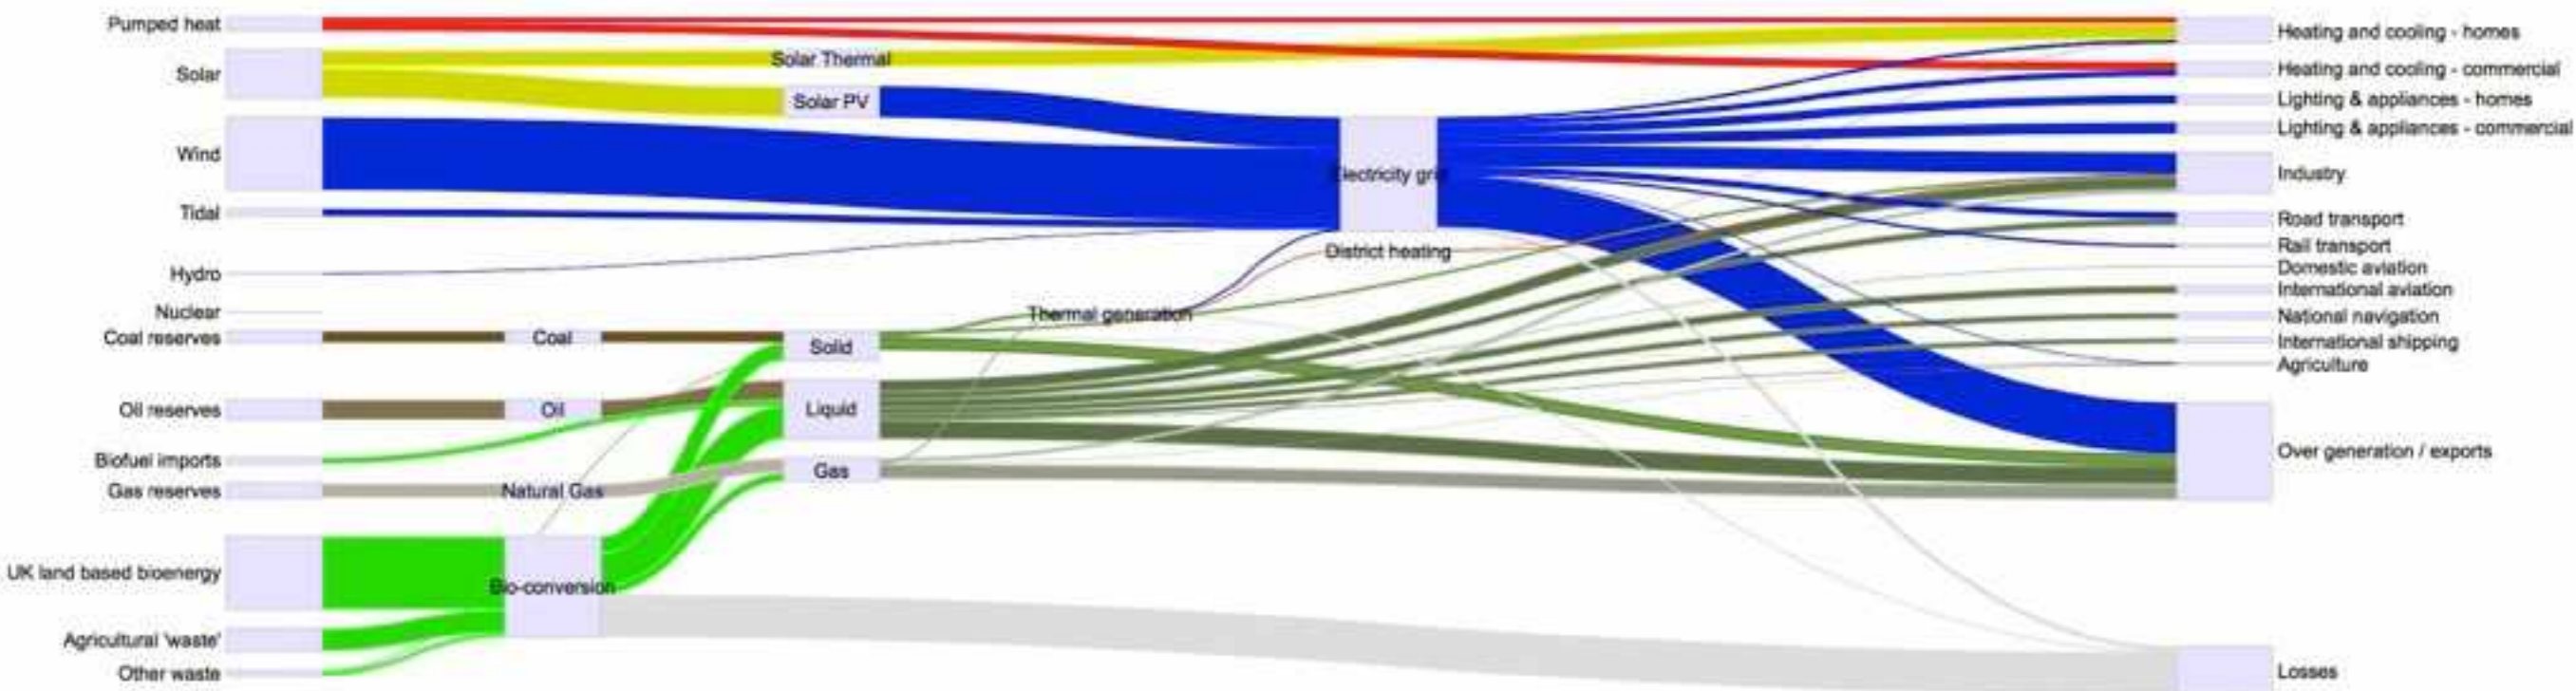 Pumped heat
Solar
Wind
Tidal
Hydro
Nuclear
Coal reserves
Oil reserves
Biofuel imports
Gas reserves
UK land based bioenergy
Agricultural 'waste'
Other waste
Coal
Oil
Natural Gas
Bio-conversion
Solar Thermal
Solar PV
Solid
Liquid
Gas
Thermal generation
Electricity grid
District heating
Heating and cooling - homes
Heating and cooling - commercial
Lighting & appliances - homes
Lighting & appliances - commercial
Industry
Road transport
Rail transport
Domestic aviation
International aviation
National navigation
International shipping
Agriculture
Over generation / exports
Losses